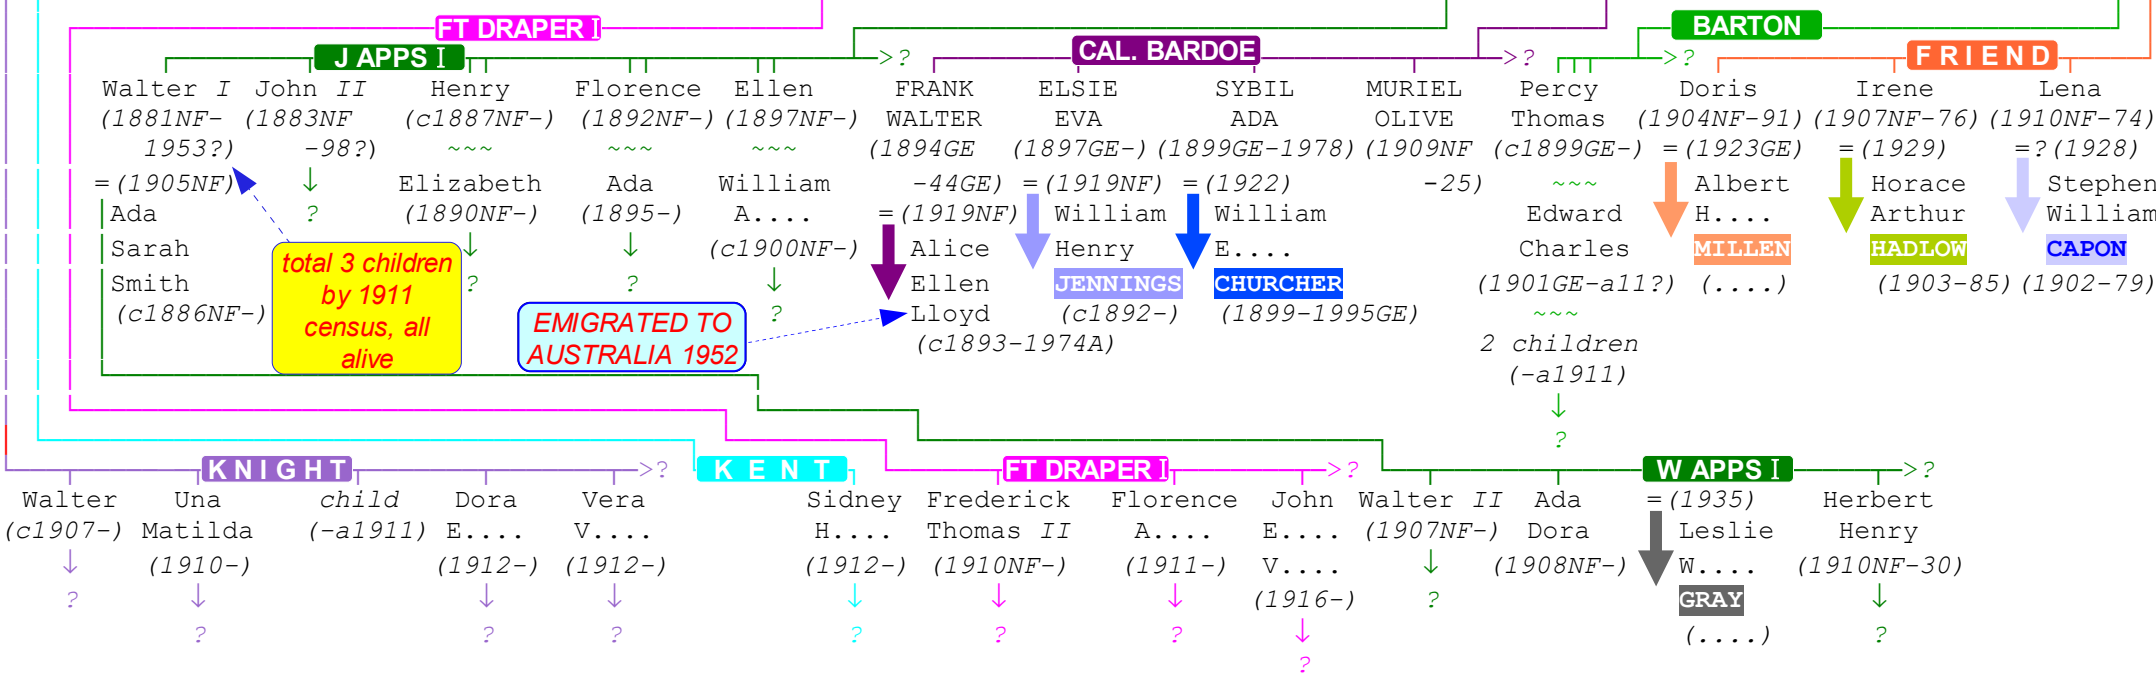 FT DRAPER I
J APPS I
>?
Walter I
(1881NF-
1953?)
=(1905NF)
Ada
Sarah
Smith
(c1886NF-)
John II
(1883NF
-98?)
↓
?
Henry
(c1887NF-)
~~~
Elizabeth
(1890NF-)
↓
?
Florence
(1892NF-)
~~~
Ada
(1895-)
↓
?
Ellen
(1897NF-)
~~~
William
A....
(c1900NF-)
↓
?
total 3 children
by 1911
census, all
alive
CAL. BARDOE
>?
FRANK
WALTER
(1894GE
-44GE)
=(1919NF)
Alice
Ellen
Lloyd
(c1893-1974A)
EMIGRATED TO
AUSTRALIA 1952
ELSIE
EVA
(1897GE-)
=(1919NF)
William
Henry
JENNINGS
(c1892-)
SYBIL
ADA
(1899GE-1978)
=(1922)
William
E....
CHURCHER
(1899-1995GE)
MURIEL
OLIVE
(1909NF
-25)
BARTON
>?
Percy
Thomas
(c1899GE-)
~~~
Edward
Charles
(1901GE-a11?)
~~~
2 children
(-a1911)
↓
?
FRIEND
Doris
(1904NF-91)
=(1923GE)
Albert
H....
MILLEN
(....)
Irene
(1907NF-76)
=(1929)
Horace
Arthur
HADLOW
(1903-85)
Lena
(1910NF-74)
=?(1928)
Stephen
William
CAPON
(1902-79)
KNIGHT
>?
Walter
(c1907-)
↓
?
Una
Matilda
(1910-)
↓
?
child
(-a1911)
Dora
E....
(1912-)
↓
?
Vera
V....
(1912-)
↓
?
KENT
Sidney
H....
(1912-)
↓
?
FT DRAPER I
>?
Frederick
Thomas II
(1910NF-)
↓
?
Florence
A....
(1911-)
↓
?
John
E....
V....
(1916-)
↓
?
W APPS I
>?
Walter II
(1907NF-)
↓
?
Ada
Dora
(1908NF-)
=(1935)
Leslie
W....
GRAY
(....)
Herbert
Henry
(1910NF-30)
↓
?